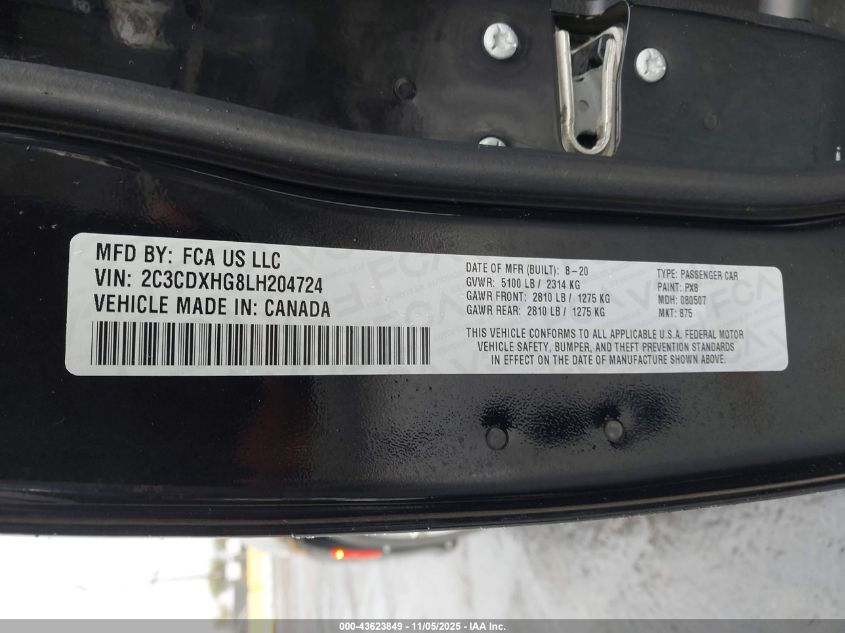 MFD BY: FCA US LLC
VIN: 2C3CDXHG8LH204724
VEHICLE MADE IN: CANADA
DATE OF MFR (BUILT): 8-20
GVWR: 5100 LB / 2314 KG
GAWR FRONT: 2810 LB / 1275 KG
GAWR REAR: 2810 LB / 1275 KG
TYPE: PASSENGER CAR
PAINT: PX8
MDH: 080507
MKT: 875
THIS VEHICLE CONFORMS TO ALL APPLICABLE U.S.A. FEDERAL MOTOR
VEHICLE SAFETY, BUMPER, AND THEFT PREVENTION STANDARDS
IN EFFECT ON THE DATE OF MANUFACTURE SHOWN ABOVE.
000-43623849 - 11/05/2025 - IAA Inc.